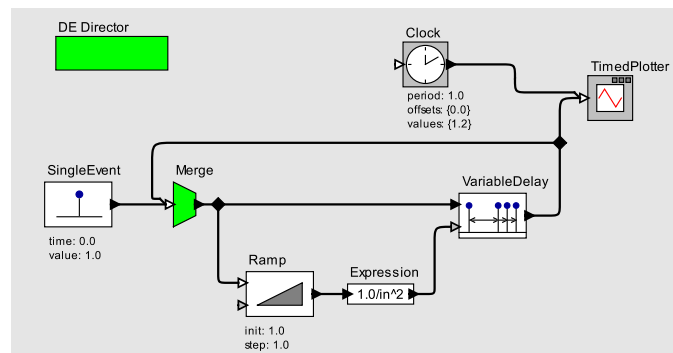 DE Director
Clock
TimedPlotter
period: 1.0
offsets: {0.0}
values: {1.2}
SingleEvent
Merge
VariableDelay
time: 0.0
value: 1.0
Ramp
Expression
1.0/in^2
init: 1.0
step: 1.0